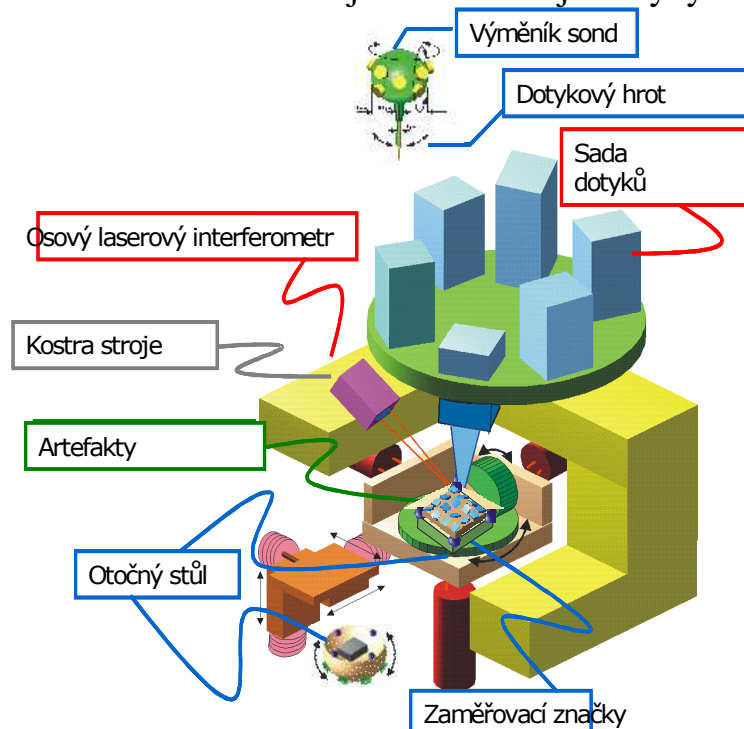 Výměník sond
Dotykový hrot
Sada
dotyků
Osový laserový interferometr
Kostra stroje
Artefakty
Otočný stůl
Zaměřovací značky